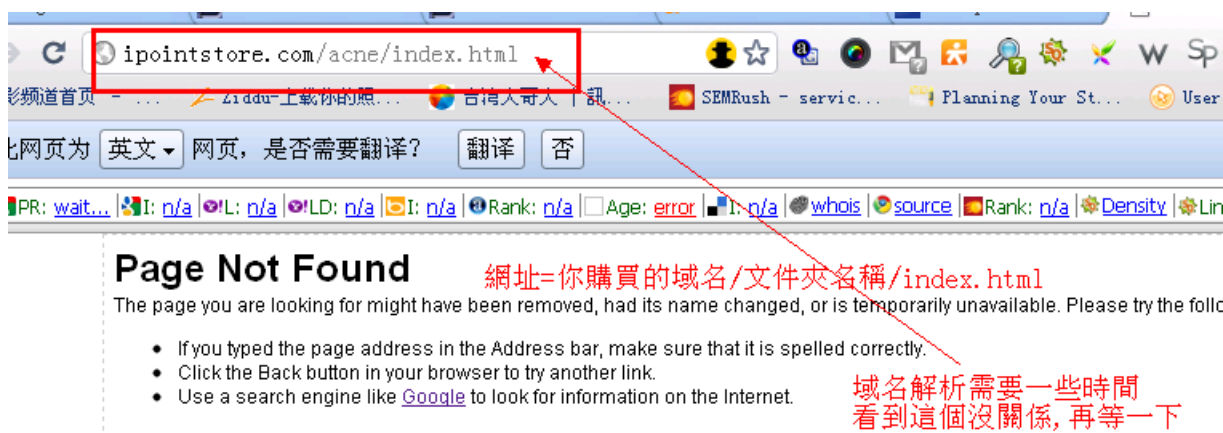 ipointstore.com/acne/index.html W Sp
影频道首页 - ... Ziddu-上载你的照... 台湾大哥大 | 訊... SEMRush - servic... Planning Your St... User
网页为 英文 网页，是否需要翻译? 翻译 否
PR: wait... I: n/a L: n/a LD: n/a I: n/a Rank: n/a Age: error I: n/a whois source Rank: n/a Density Lin
Page Not Found
網址=你購買的域名/文件夾名稱/index.html
The page you are looking for might have been removed, had its name changed, or is temporarily unavailable. Please try the follo
If you typed the page address in the Address bar, make sure that it is spelled correctly.
Click the Back button in your browser to try another link.
Use a search engine like Google to look for information on the Internet.
域名解析需要一些時間
看到這個沒關係,再等一下